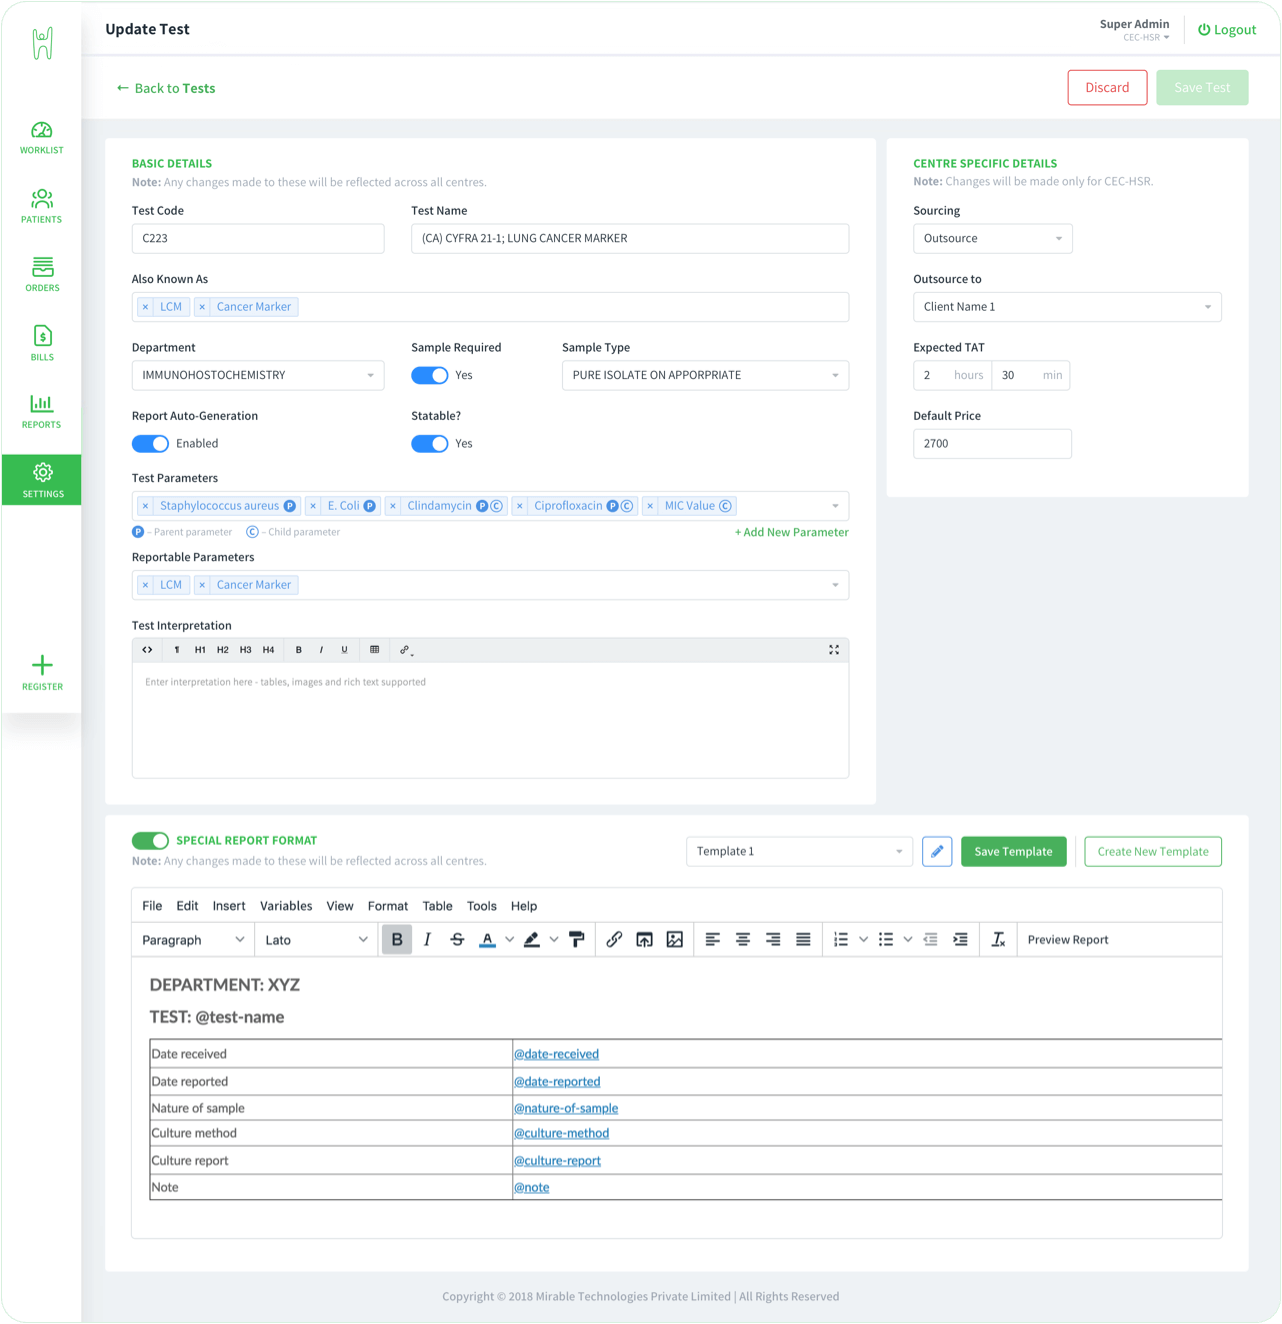 Update Test
Super Admin
CEC-HSR
Logout
← Back to Tests
Discard
Save Test
WORKLIST
PATIENTS
ORDERS
BILLS
REPORTS
SETTINGS
REGISTER
BASIC DETAILS
Note: Any changes made to these will be reflected across all centres.
Test Code
Test Name
C223
(CA) CYFRA 21-1; LUNG CANCER MARKER
Also Known As
× LCM × Cancer Marker
Department
Sample Required
Sample Type
IMMUNOHOSTOCHEMISTRY
Yes
PURE ISOLATE ON APPORPRIATE
Report Auto-Generation
Statable?
Enabled
Yes
Test Parameters
× Staphylococcus aureus P × E. Coli P × Clindamycin P C × Ciprofloxacin P C × MIC Value C
P – Parent parameter C – Child parameter
+ Add New Parameter
Reportable Parameters
× LCM × Cancer Marker
Test Interpretation
<> ¶ H1 H2 H3 H4 B I U
Enter interpretation here - tables, images and rich text supported
CENTRE SPECIFIC DETAILS
Note: Changes will be made only for CEC-HSR.
Sourcing
Outsource
Outsource to
Client Name 1
Expected TAT
2 hours 30 min
Default Price
2700
SPECIAL REPORT FORMAT
Note: Any changes made to these will be reflected across all centres.
Template 1
Save Template
Create New Template
File Edit Insert Variables View Format Table Tools Help
Paragraph Lato B I S A Preview Report
DEPARTMENT: XYZ
TEST: @test-name
Date received @date-received
Date reported @date-reported
Nature of sample @nature-of-sample
Culture method @culture-method
Culture report @culture-report
Note @note
Copyright © 2018 Mirable Technologies Private Limited | All Rights Reserved